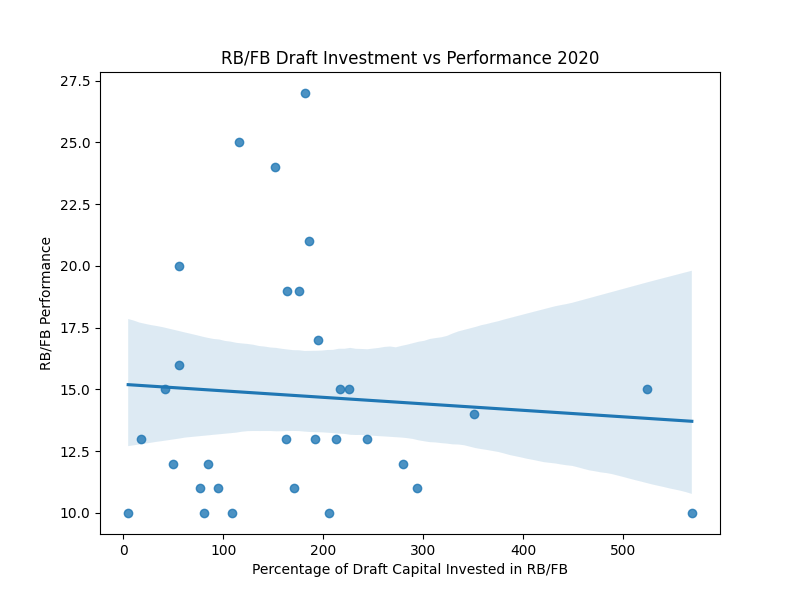 RB/FB Draft Investment vs Performance 2020
27.5
25.0
22.5
20.0
17.5
15.0
12.5
10.0
RB/FB Performance
0 100 200 300 400 500
Percentage of Draft Capital Invested in RB/FB